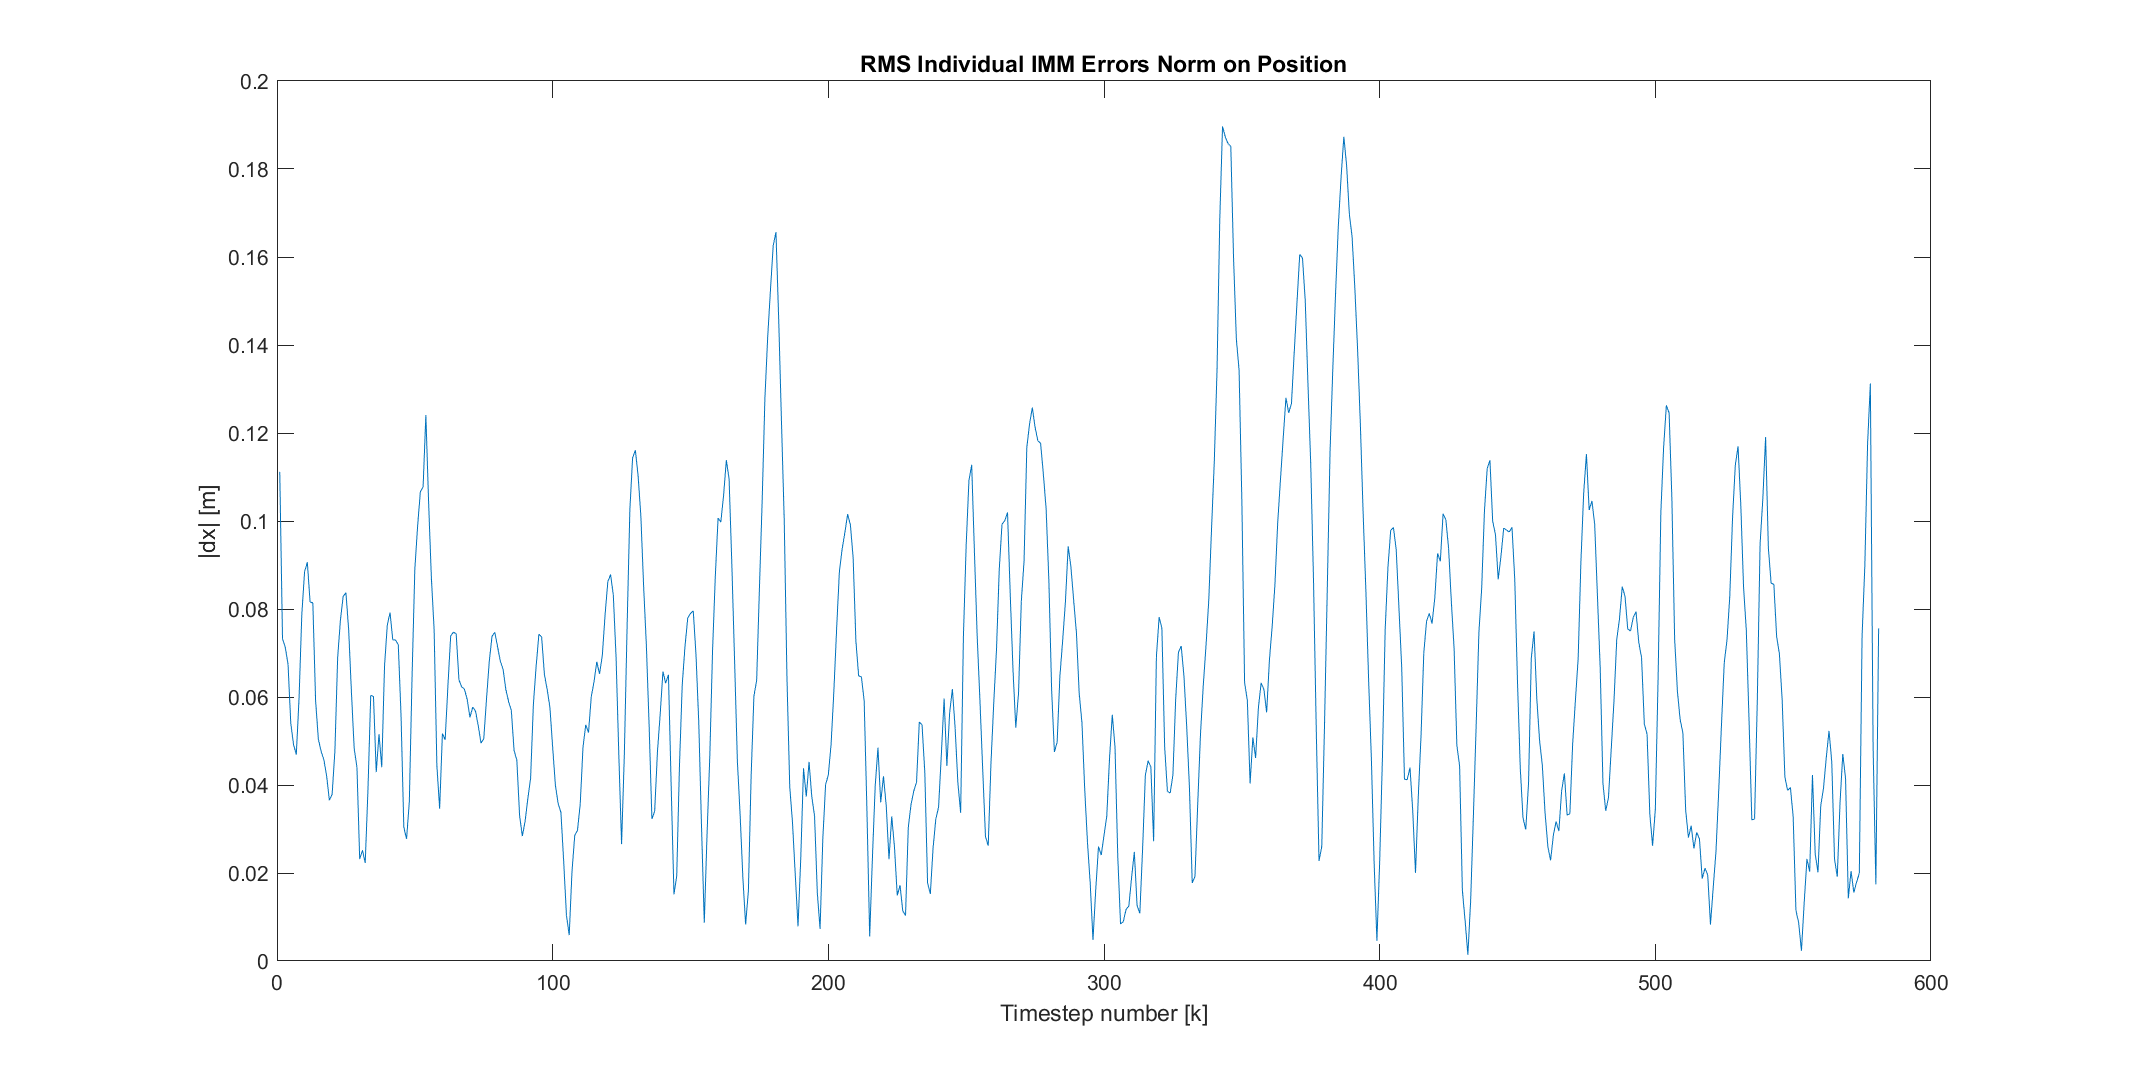 RMS Individual IMM Errors Norm on Position
0.2
0.18
0.16
0.14
0.12
0.1
0.08
0.06
0.04
0.02
0
|dx| [m]
0 100 200 300 400 500 600
Timestep number [k]